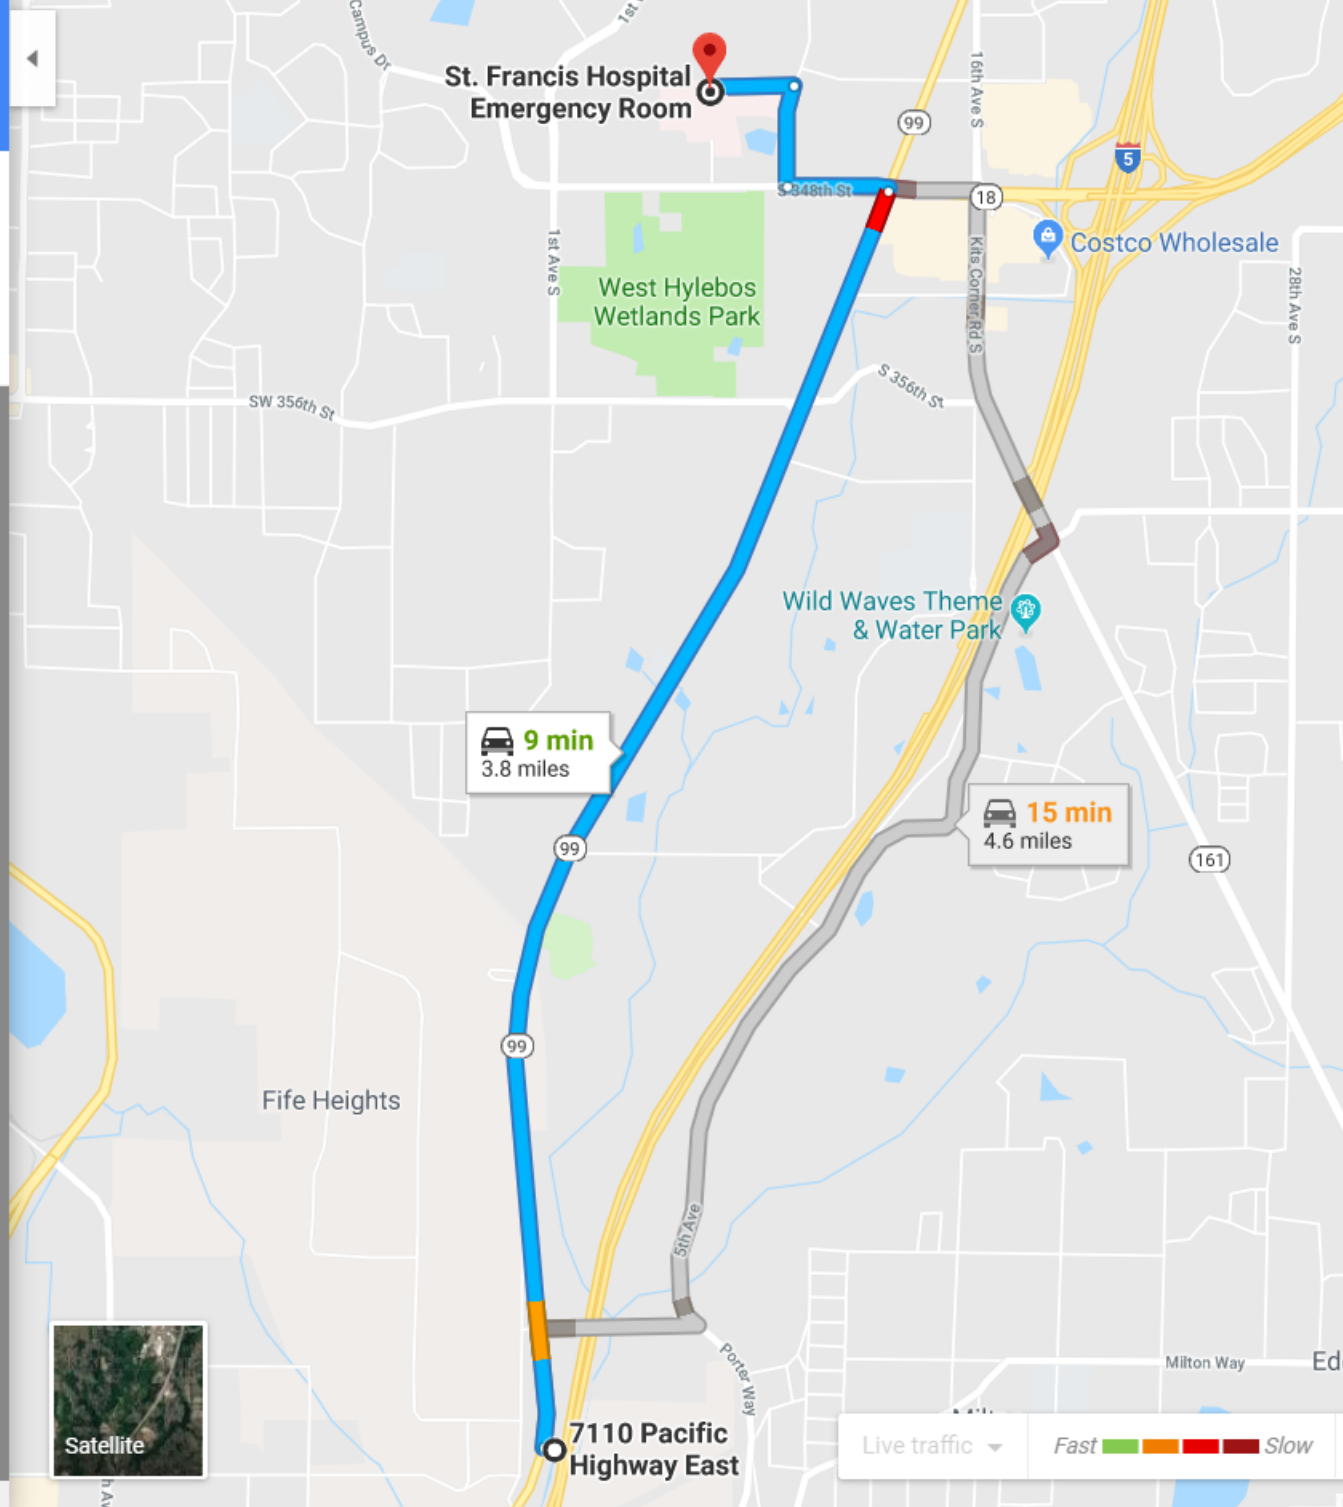 Campus Dr
1st
St. Francis Hospital
Emergency Room
99
16th Ave S
5
S 348th St
18
1st Ave S
Kits Corner Rd S
Costco Wholesale
28th Ave S
West Hylebos
Wetlands Park
S 356th St
SW 356th St
Wild Waves Theme
& Water Park
9 min
3.8 miles
15 min
4.6 miles
99
161
99
Fife Heights
5th Ave
Porter Way
Milton Way
Ed
Satellite
7110 Pacific
Highway East
Live traffic
Fast
Slow